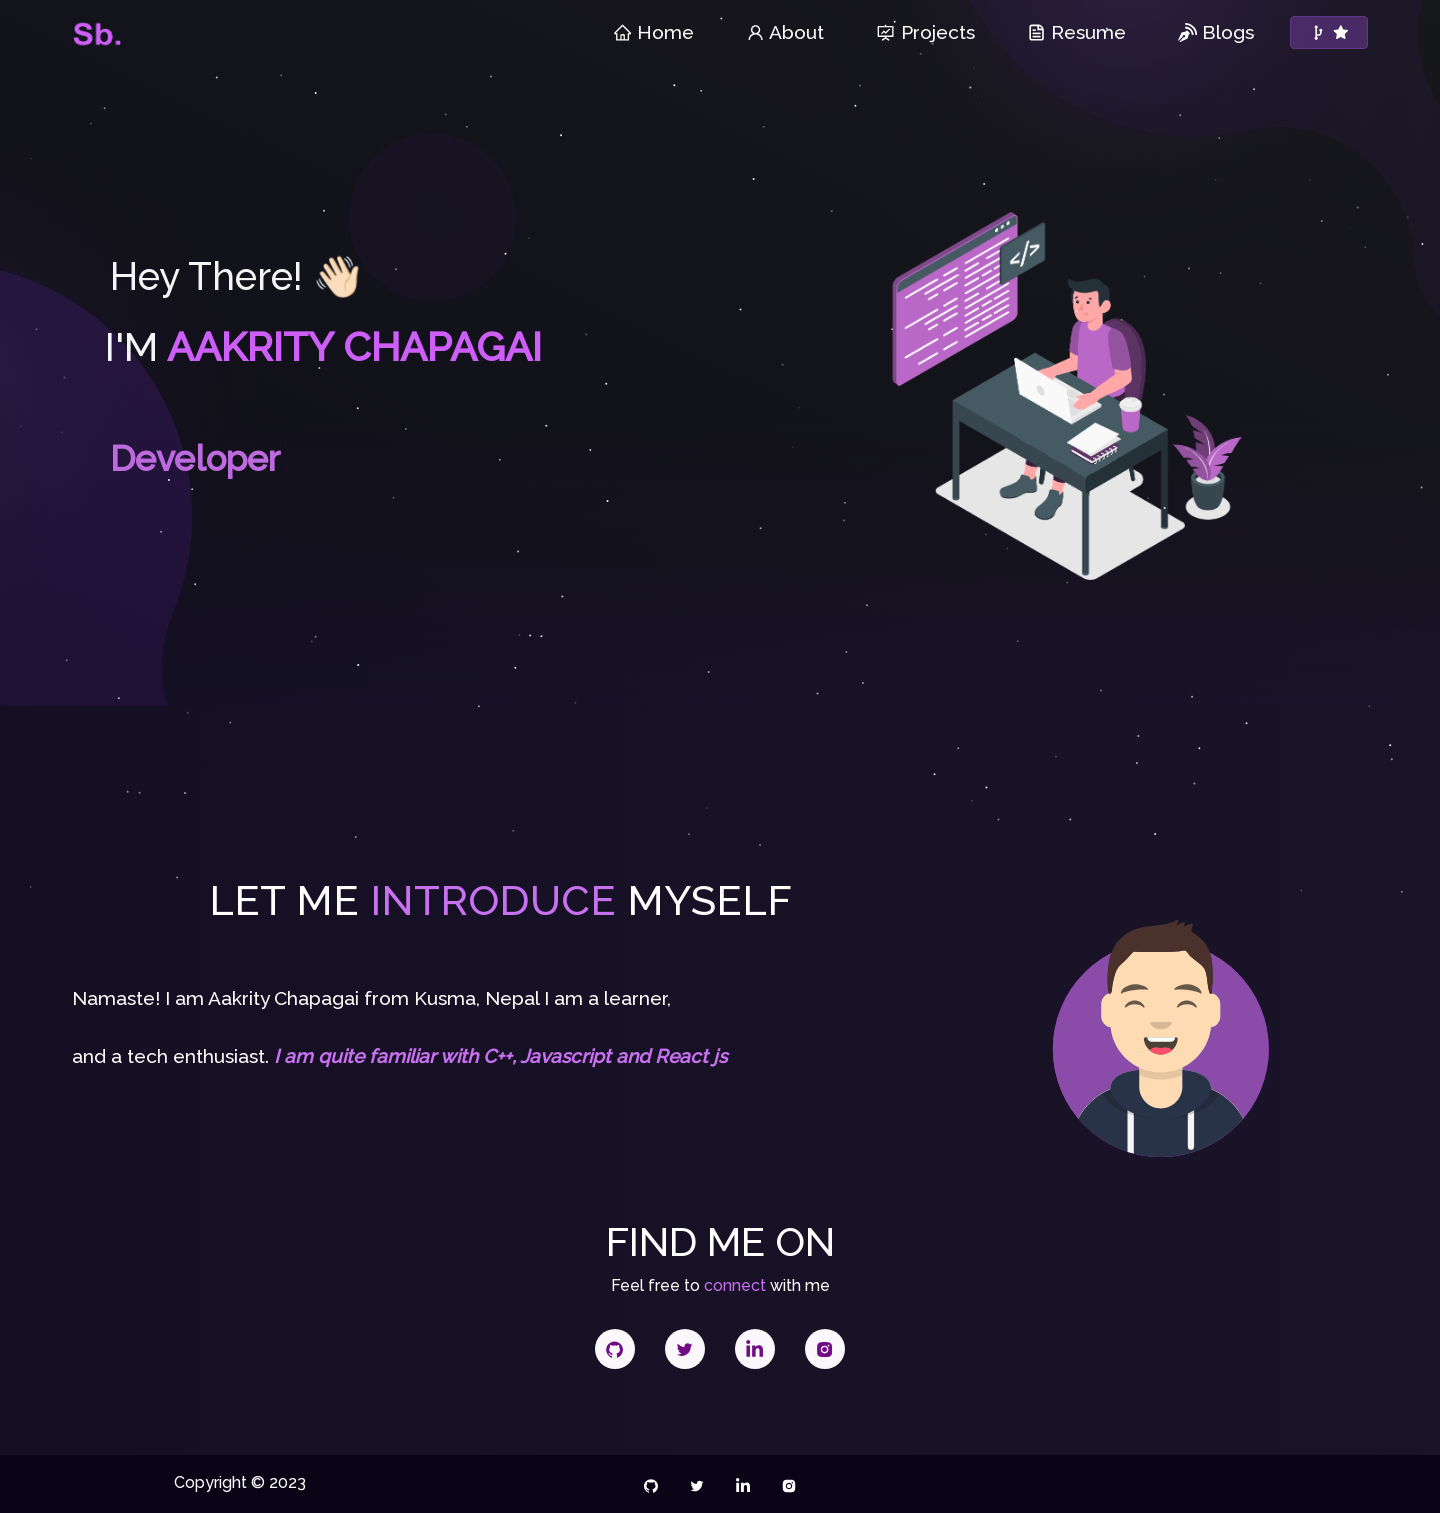 Sb.
Home About Projects Resume Blogs
Hey There! 👋🏻
I'M AAKRITY CHAPAGAI
Developer
</>
LET ME INTRODUCE MYSELF
Namaste! I am Aakrity Chapagai from Kusma, Nepal I am a learner,
and a tech enthusiast. I am quite familiar with C++, Javascript and React js
FIND ME ON
Feel free to connect with me
Copyright © 2023